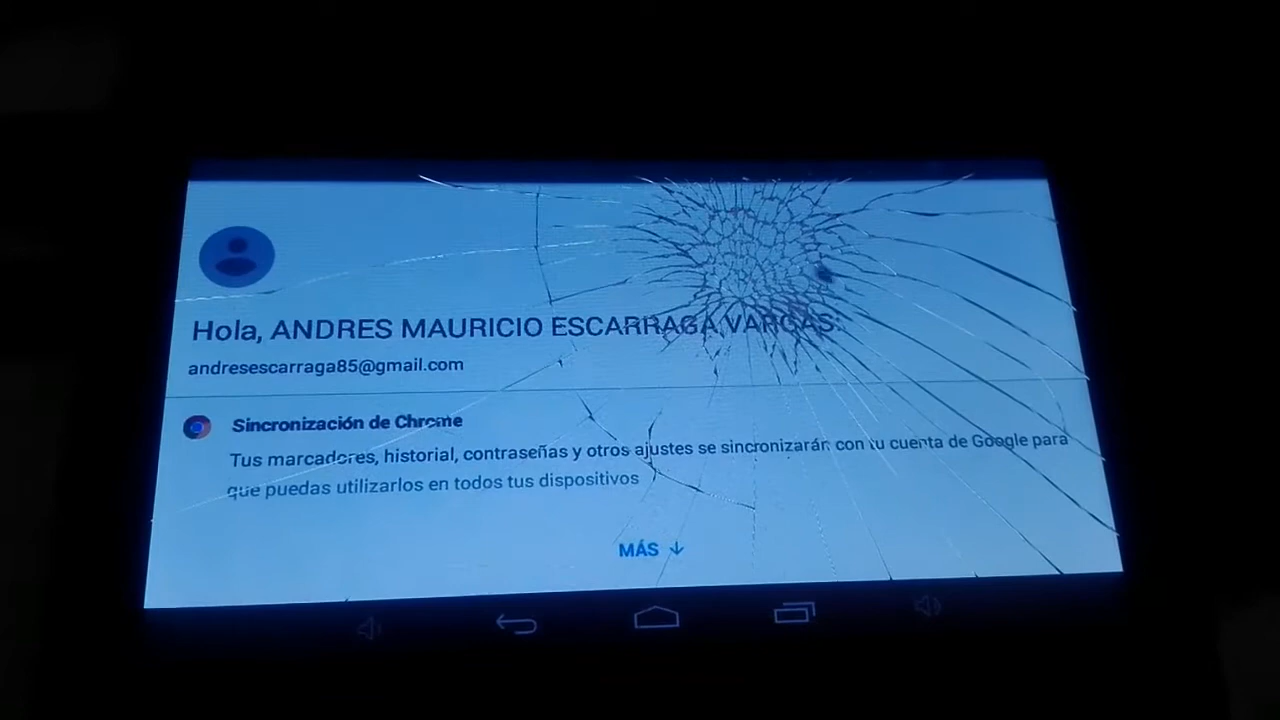 Hola, ANDRES MAURICIO ESCARRAGA VARGAS:
andresescarraga85@gmail.com
Sincronización de Chrome
Tus marcadores, historial, contraseñas y otros ajustes se sincronizarán con tu cuenta de Google para
que puedas utilizarlos en todos tus dispositivos
MÁS